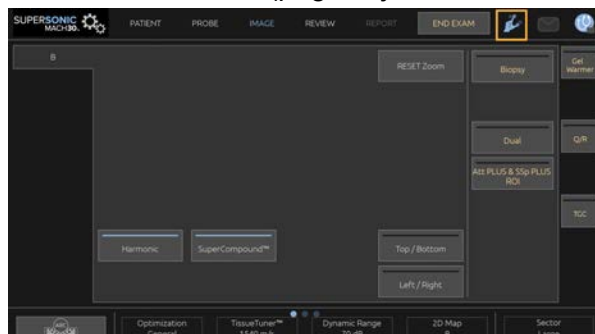 SUPERSONIC
MACH30.
PATIENT
PROBE
IMAGE
REVIEW
REPORT
END EXAM
B
RESET Zoom
Biopsy
Gel
Warmer
Dual
Q/R
Att PLUS & SSp PLUS
ROI
TGC
Harmonic
SuperCompound™
Top / Bottom
Left / Right
Optimization
General
TissueTuner™
1540 m/s
Dynamic Range
70 dB
2D Map
Sector
Large